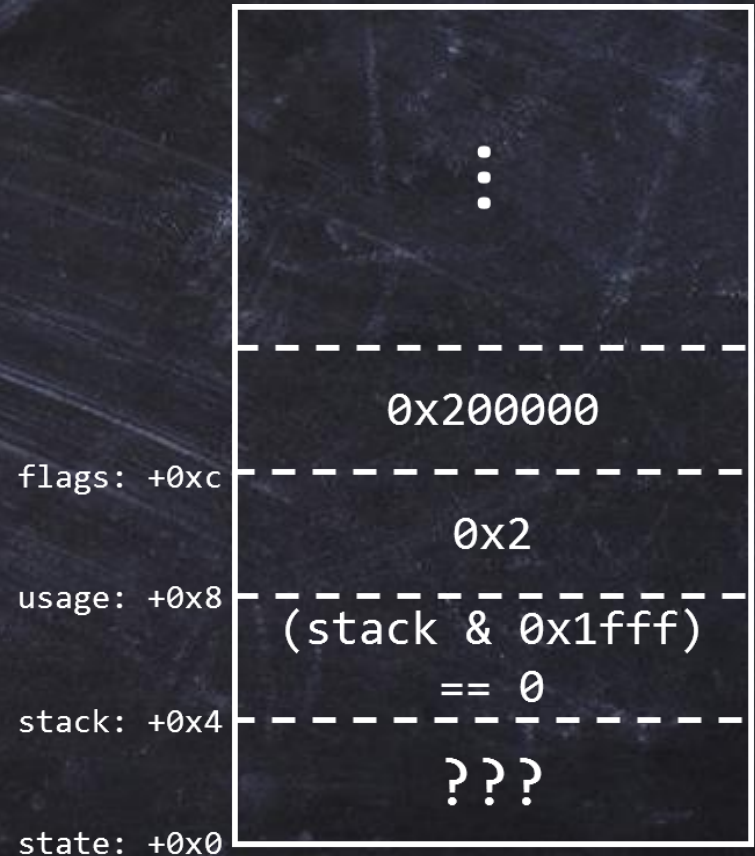 ⋮
0x200000
flags: +0xc
0x2
usage: +0x8
(stack & 0x1fff)
== 0
stack: +0x4
???
state: +0x0